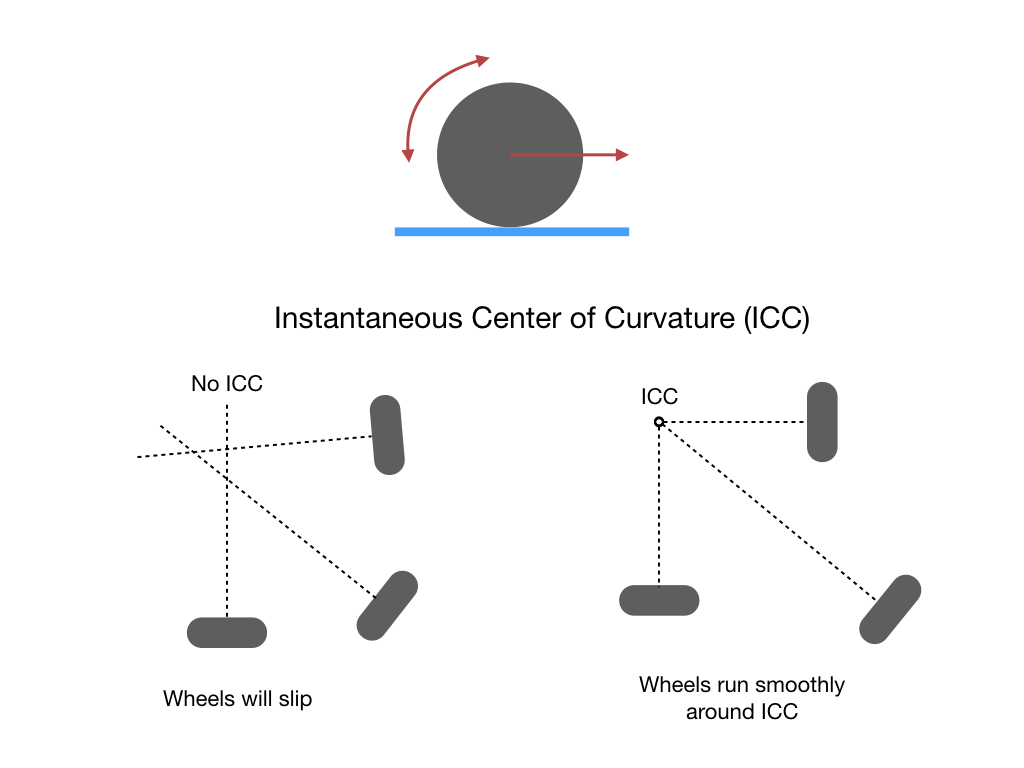 Instantaneous Center of Curvature (ICC)
No ICC
Wheels will slip
ICC
Wheels run smoothly
around ICC